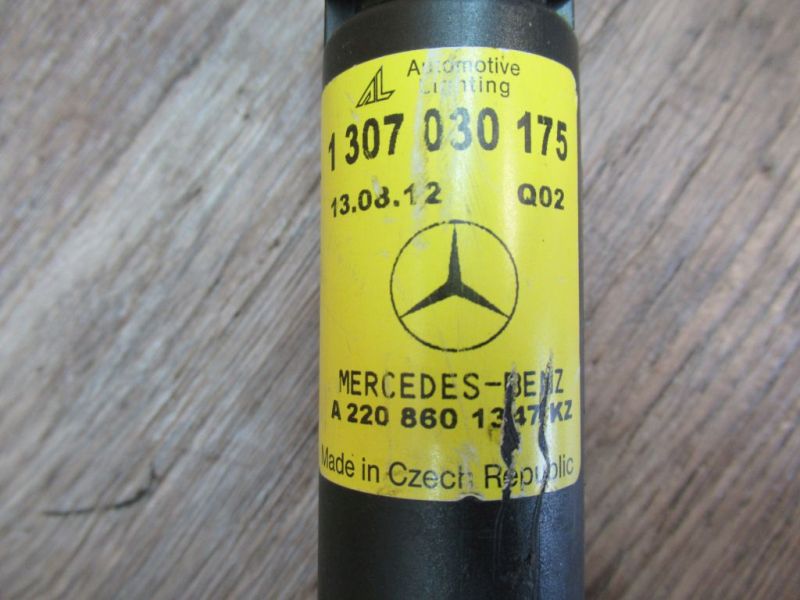 AL Automotive
Lighting
1 307 030 175
13.08.12 Q02
MERCEDES-BENZ
A 220 860 1347 KZ
Made in Czech Republic